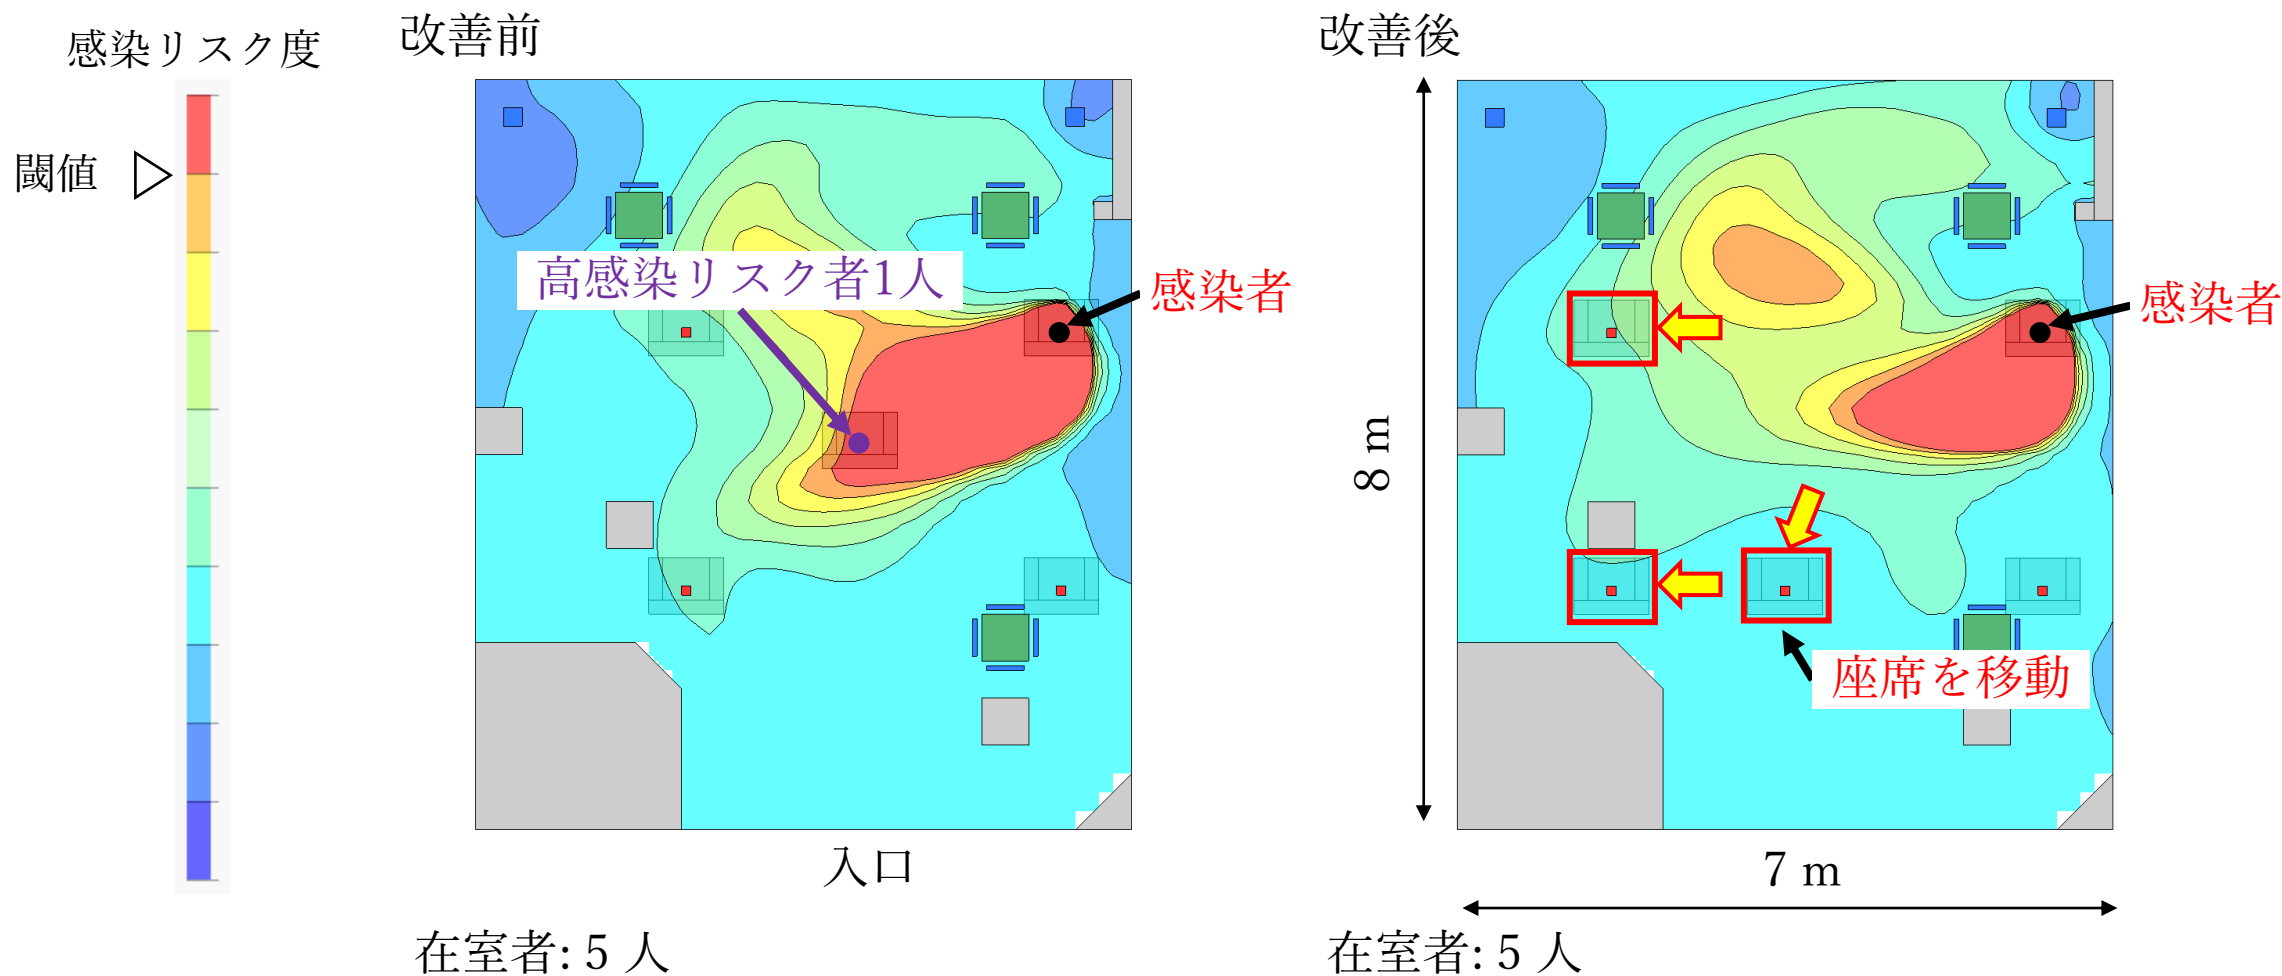 感染リスク度
閾値
改善前
高感染リスク者1人
感染者
入口
在室者: 5 人
改善後
感染者
座席を移動
8 m
7 m
在室者: 5 人